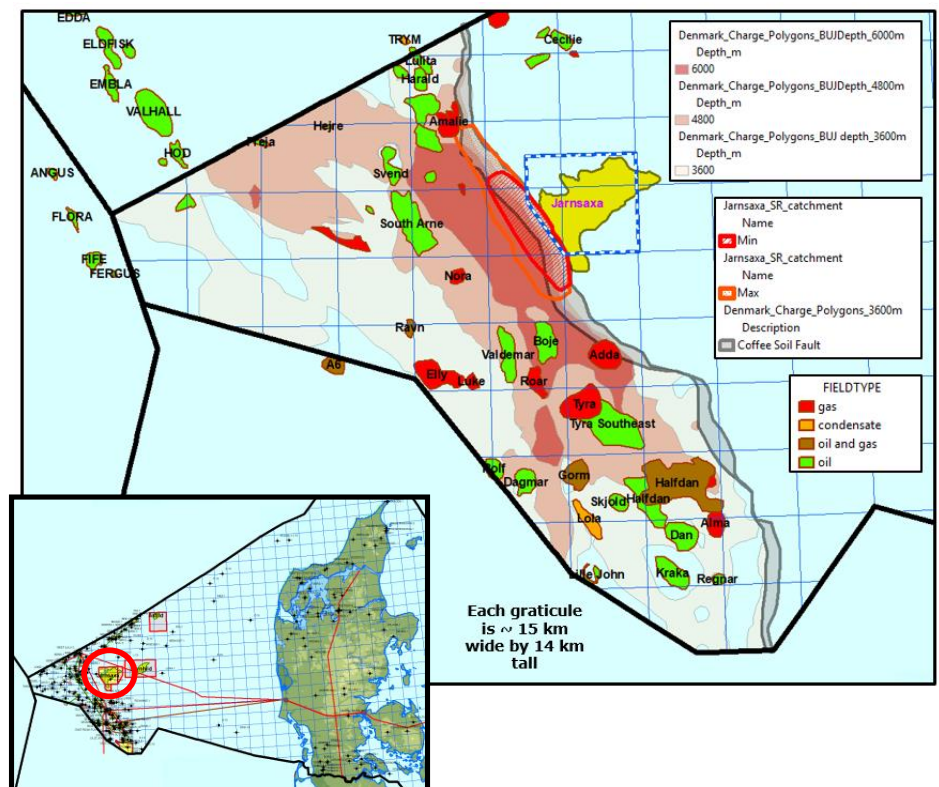 EDDA
ELDFISK
EMBLA
VALHALL
HOD
ANGUS
FLORA
FIFE
FERGUS
TRYM
Lulita
Harald
Cecilie
Amalie
Hejre
Freja
Svend
South Arne
Jarnsaxa
Nora
Ravn
A6
Elly
Luke
Valdemar
Boje
Roar
Adda
Tyra
Tyra Southeast
Rolf
Dagmar
Gorm
Halfdan
Skjold
Halfdan
Lola
Alma
Dan
Lille John
Kraka
Regnar
Each graticule
is ~ 15 km
wide by 14 km
tall
Denmark_Charge_Polygons_BUJDepth_6000m
Depth_m
6000
Denmark_Charge_Polygons_BUJDepth_4800m
Depth_m
4800
Denmark_Charge_Polygons_BUJ depth_3600m
Depth_m
3600
Jarnsaxa_SR_catchment
Name
Min
Jarnsaxa_SR_catchment
Name
Max
Denmark_Charge_Polygons_3600m
Description
Coffee Soil Fault
FIELDTYPE
gas
condensate
oil and gas
oil